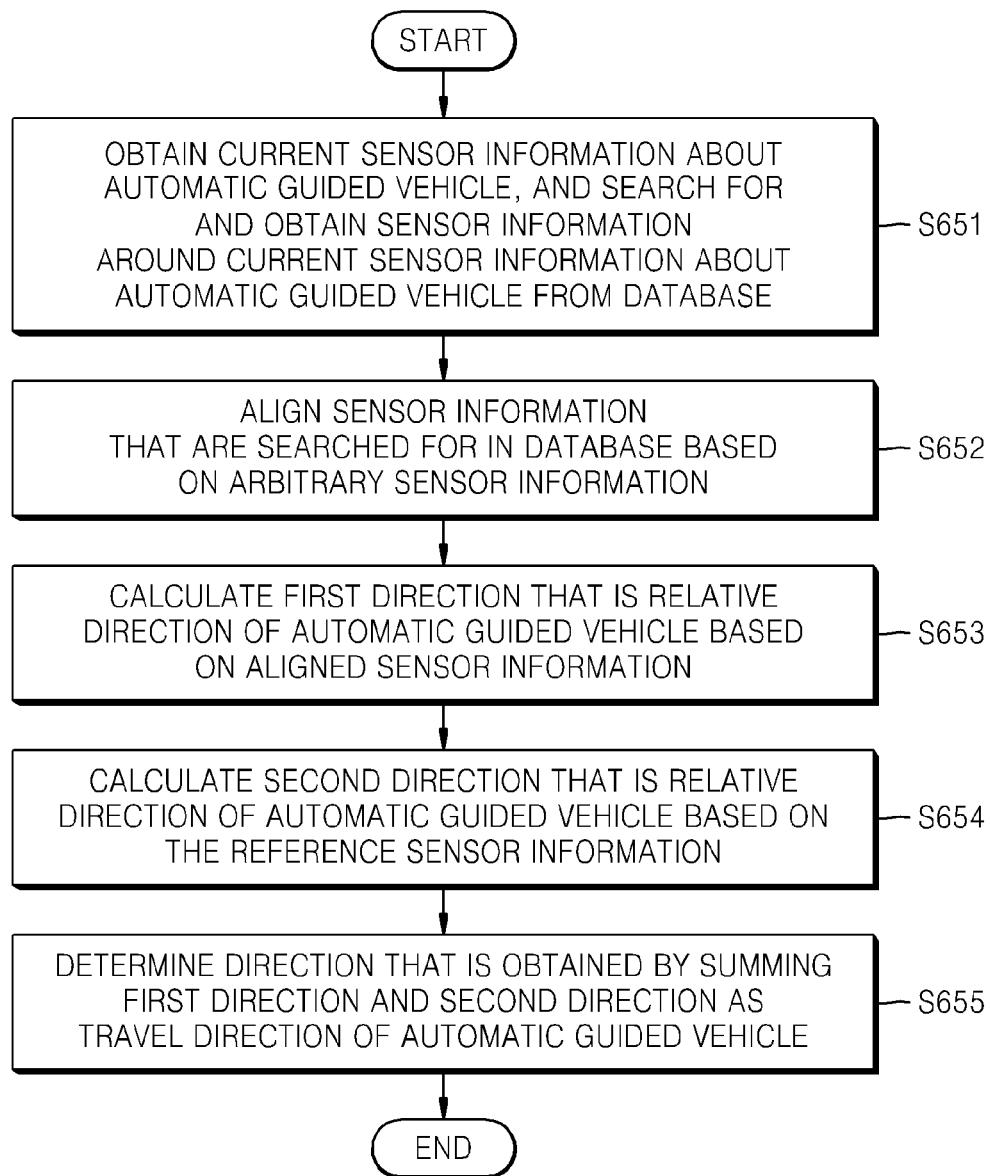 START
OBTAIN CURRENT SENSOR INFORMATION ABOUT
AUTOMATIC GUIDED VEHICLE, AND SEARCH FOR
AND OBTAIN SENSOR INFORMATION
AROUND CURRENT SENSOR INFORMATION ABOUT
AUTOMATIC GUIDED VEHICLE FROM DATABASE
S651
ALIGN SENSOR INFORMATION
THAT ARE SEARCHED FOR IN DATABASE BASED
ON ARBITRARY SENSOR INFORMATION
S652
CALCULATE FIRST DIRECTION THAT IS RELATIVE
DIRECTION OF AUTOMATIC GUIDED VEHICLE BASED
ON ALIGNED SENSOR INFORMATION
S653
CALCULATE SECOND DIRECTION THAT IS RELATIVE
DIRECTION OF AUTOMATIC GUIDED VEHICLE BASED ON
THE REFERENCE SENSOR INFORMATION
S654
DETERMINE DIRECTION THAT IS OBTAINED BY SUMMING
FIRST DIRECTION AND SECOND DIRECTION AS
TRAVEL DIRECTION OF AUTOMATIC GUIDED VEHICLE
S655
END